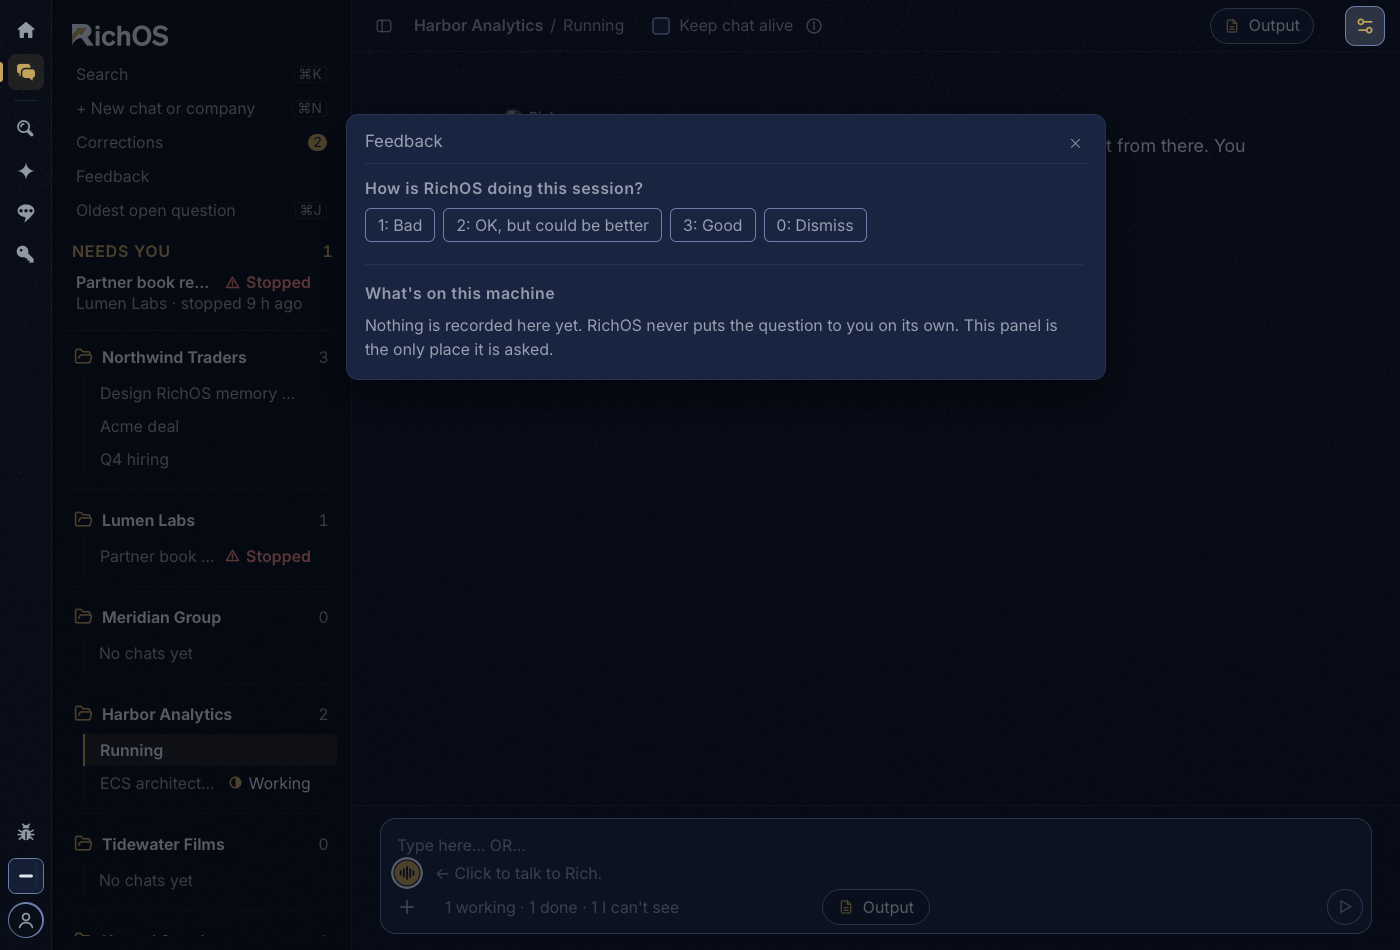 RichOS
Search ⌘K
+ New chat or company ⌘N
Corrections 2
Feedback
Oldest open question ⌘J
NEEDS YOU 1
Partner book re... Stopped
Lumen Labs · stopped 9 h ago
Northwind Traders 3
Design RichOS memory ...
Acme deal
Q4 hiring
Lumen Labs 1
Partner book ... Stopped
Meridian Group 0
No chats yet
Harbor Analytics 2
Running
ECS architect... Working
Tidewater Films 0
No chats yet
Harbor Analytics / Running Keep chat alive Output
t from there. You
Feedback
How is RichOS doing this session?
1: Bad 2: OK, but could be better 3: Good 0: Dismiss
What's on this machine
Nothing is recorded here yet. RichOS never puts the question to you on its own. This panel is
the only place it is asked.
Type here... OR...
← Click to talk to Rich.
1 working · 1 done · 1 I can't see Output